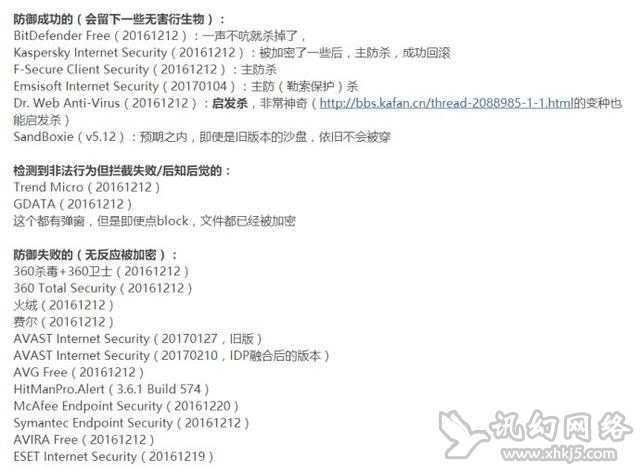 防御成功的（会留下一些无害衍生物）：
BitDefender Free（20161212）：一声不吭就杀掉了，
Kaspersky Internet Security（20161212）：被加密了一些后，主防杀，成功回滚
F-Secure Client Security（20161212）：主防杀
Emsisoft Internet Security（20170104）：主防（勒索保护）杀
Dr. Web Anti-Virus（20161212）：启发杀，非常神奇（http://bbs.kafan.cn/thread-2088985-1-1.html的变种也
能启发杀）
SandBoxie（v5.12）：预期之内，即使是旧版本的沙盘，依旧不会被穿
检测到非法行为但拦截失败/后知后觉的：
Trend Micro（20161212）
GDATA（20161212）
这个都有弹窗，但是即使点block，文件都已经被加密
防御失败的（无反应被加密）：
360杀毒+360卫士（20161212）
360 Total Security（20161212）
火绒（20161212）
费尔（20161212）
AVAST Internet Security（20170127，旧版）
AVAST Internet Security（20170210，IDP融合后的版本）
AVG Free（20161212）
HitManPro.Alert（3.6.1 Build 574）
McAfee Endpoint Security（20161220）
Symantec Endpoint Security（20161212）
AVIRA Free（20161212）
ESET Internet Security（20161219）
讯幻网络
www.xhkj5.com